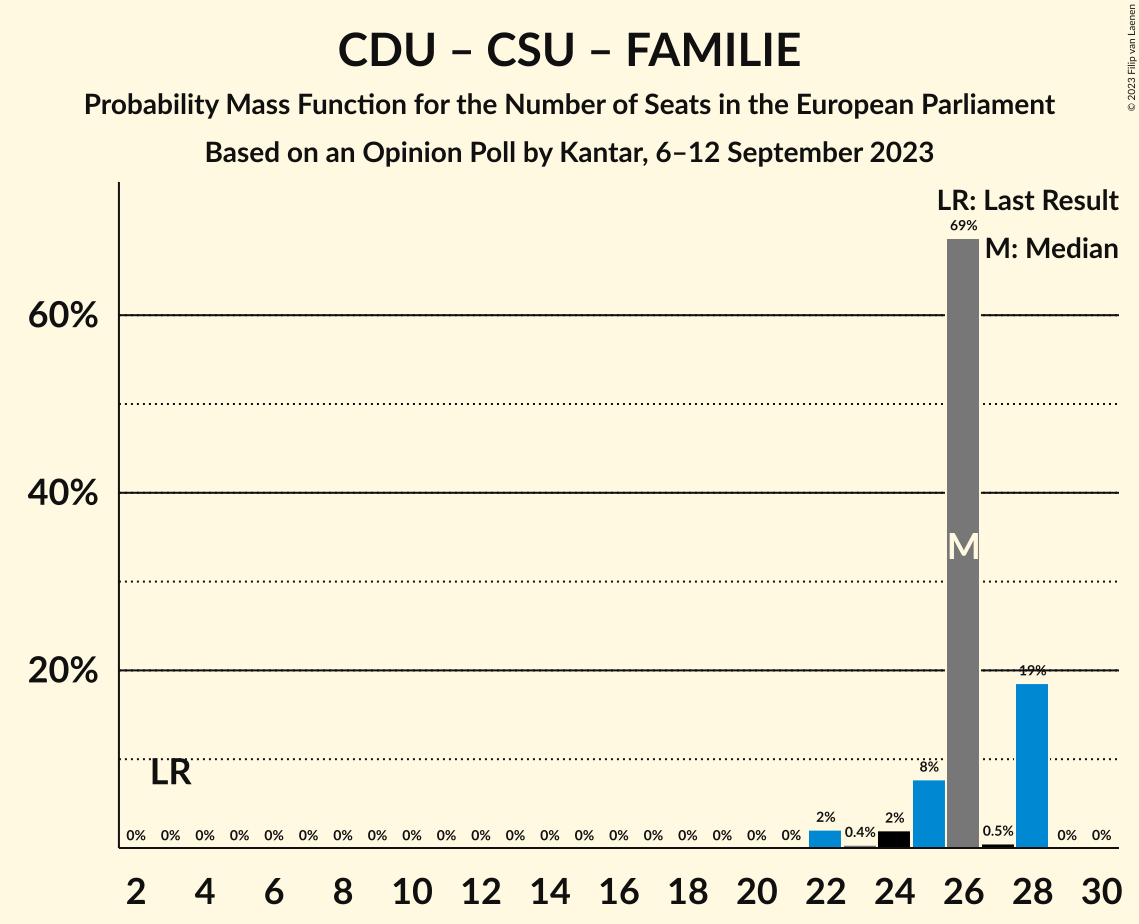 CDU – CSU – FAMILIE
Probability Mass Function for the Number of Seats in the European Parliament
Based on an Opinion Poll by Kantar, 6–12 September 2023
© 2023 Filip van Laenen
LR: Last Result
M: Median
60%
40%
20%
LR
M
0% 0% 0% 0% 0% 0% 0% 0% 0% 0% 0% 0% 0% 0% 0% 0% 0% 0% 0% 0% 2% 0.4% 2% 8% 69% 0.5% 19% 0% 0%
2 4 6 8 10 12 14 16 18 20 22 24 26 28 30